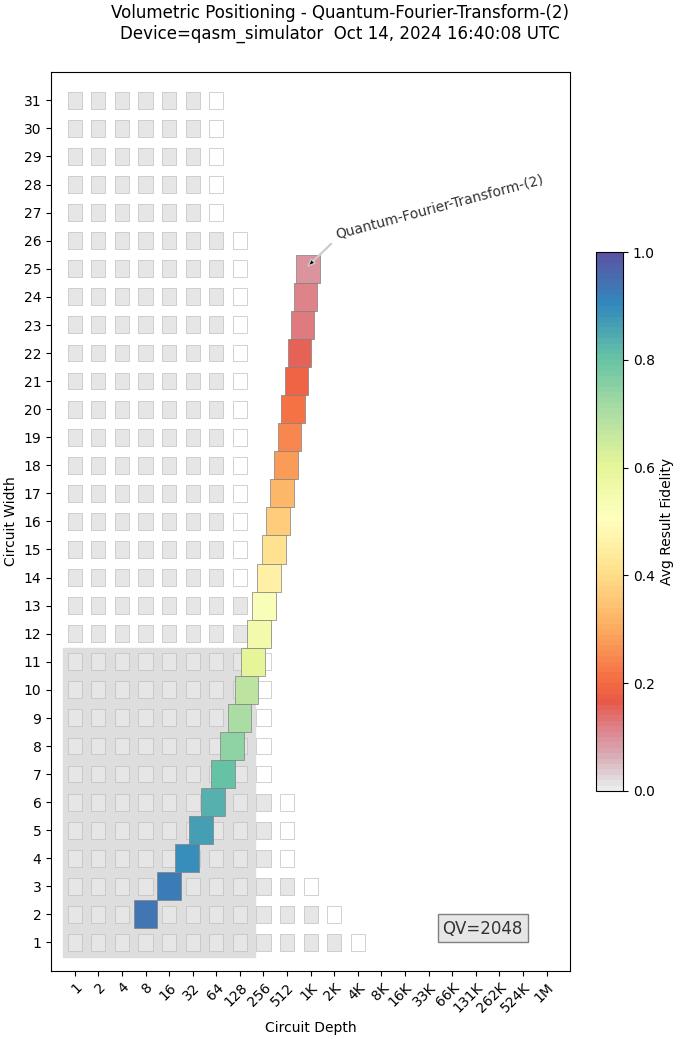 Volumetric Positioning - Quantum-Fourier-Transform-(2)
Device=qasm_simulator  Oct 14, 2024 16:40:08 UTC
31
30
29
28
27
26
25
24
23
22
21
20
19
18
17
16
15
14
13
12
11
10
9
8
7
6
5
4
3
2
1
Circuit Width
Quantum-Fourier-Transform-(2)
QV=2048
1
2
4
8
16
32
64
128
256
512
1K
2K
4K
8K
16K
33K
66K
131K
262K
524K
1M
Circuit Depth
1.0
0.8
0.6
0.4
0.2
0.0
Avg Result Fidelity